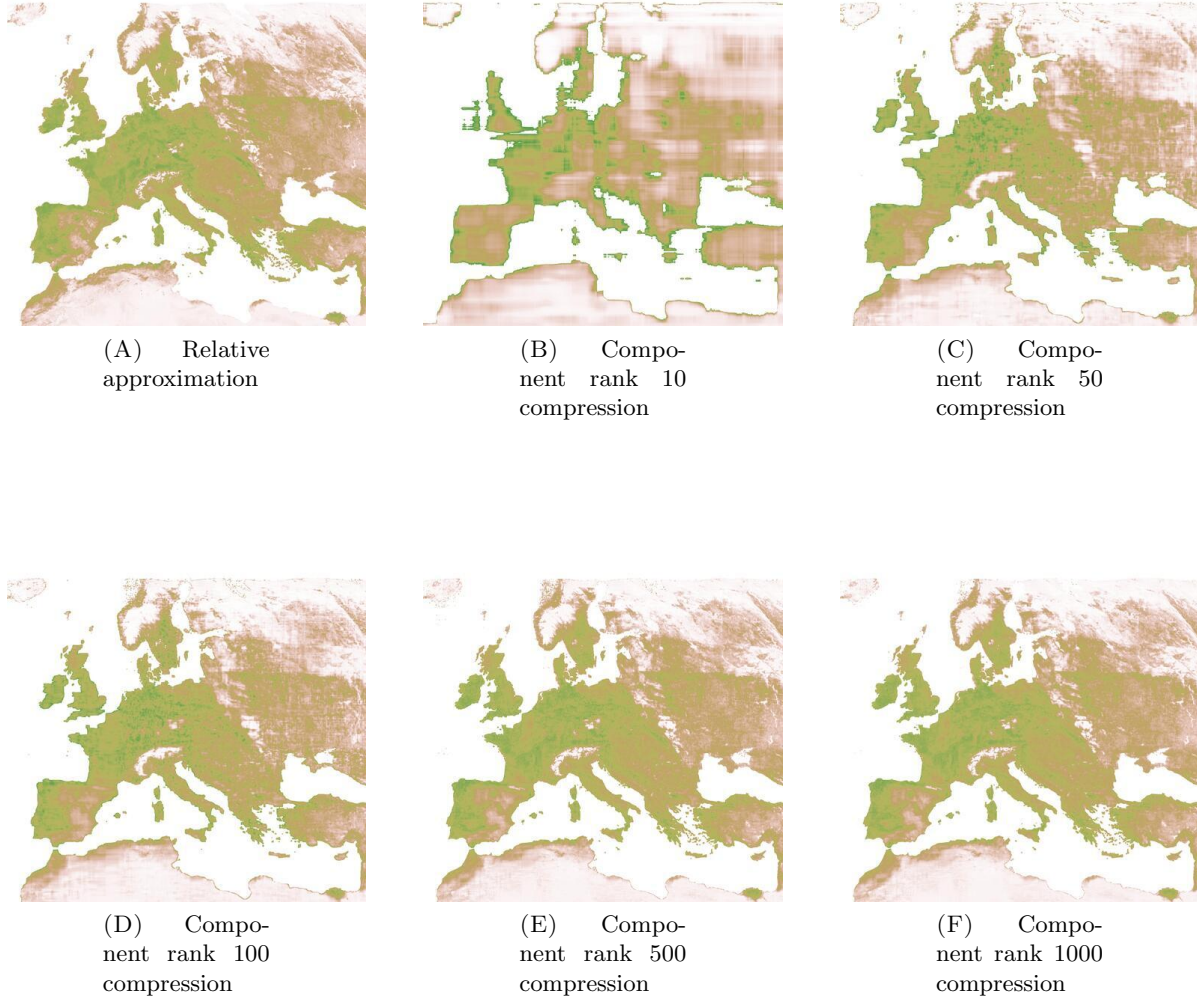 (A) Relative
approximation
(B) Compo-
nent rank 10
compression
(C) Compo-
nent rank 50
compression
(D) Compo-
nent rank 100
compression
(E) Compo-
nent rank 500
compression
(F) Compo-
nent rank 1000
compression